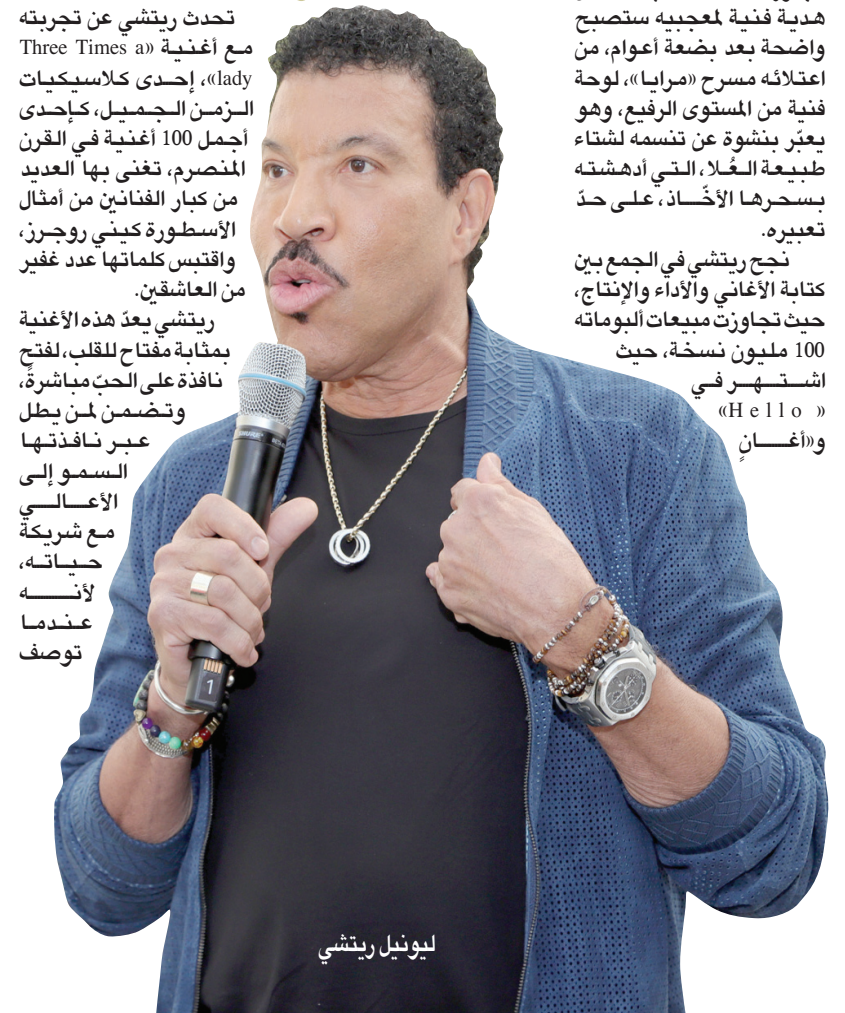 هدية فنية لمعجبيه ستصبح
واضحة بعد بضعة أعوام، من
اعتلائه مسرح «مرايا»، لوحة
فنية من المستوى الرفيع، وهو
يعبّر بنشوة عن تنسمه لشتاء
طبيعة العُلا، التي أدهشته
بسحرها الأخّاذ، على حدّ
تعبيره.
نجح ريتشي في الجمع بين
كتابة الأغاني والأداء والإنتاج،
حيث تجاوزت مبيعات ألبوماته
100 مليون نسخة، حيث
اشتهر في
«Hello»
و«أغانٍ
تحدث ريتشي عن تجربته
مع أغنية «Three Times a
lady»، إحدى كلاسيكيات
الزمن الجميل، كإحدى
أجمل 100 أغنية في القرن
المنصرم، تغنى بها العديد
من كبار الفنانين من أمثال
الأسطورة كيني روجرز،
واقتبس كلماتها عدد غفير
من العاشقين.
ريتشي يعدّ هذه الأغنية
بمثابة مفتاح للقلب، لفتح
نافذة على الحبّ مباشرةً،
وتضمن لمن يطل
عبر نافذتها
السمو إلى
الأعالي
مع شريكة
حياته،
لأنه
عندما
توصف
SHURE
1
ليونيل ريتشي